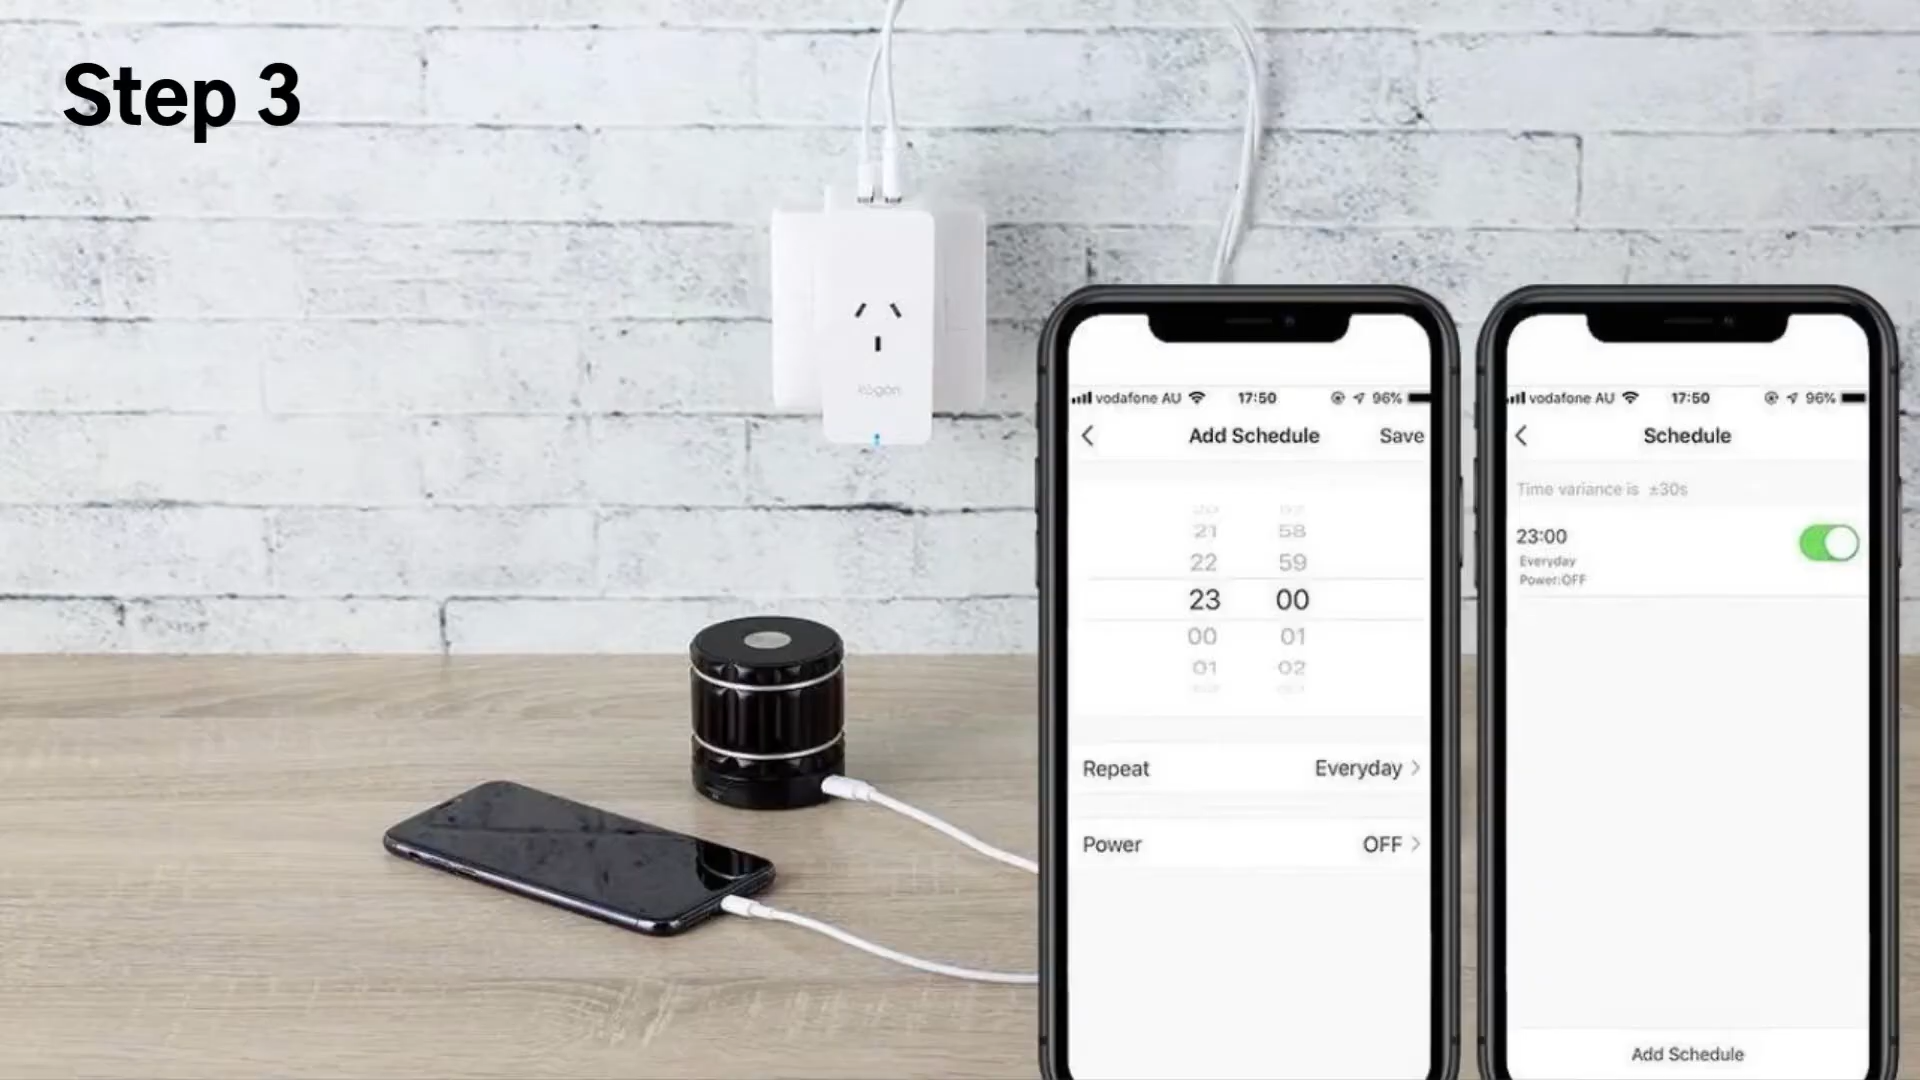 Step 3
kogan
vodafone AU 17:50 96%
Add Schedule Save
21 58
22 59
23 00
00 01
01 02
Repeat Everyday
Power OFF
vodafone AU 17:50 96%
Schedule
Time variance is ±30s
23:00
Everyday
Power:OFF
Add Schedule